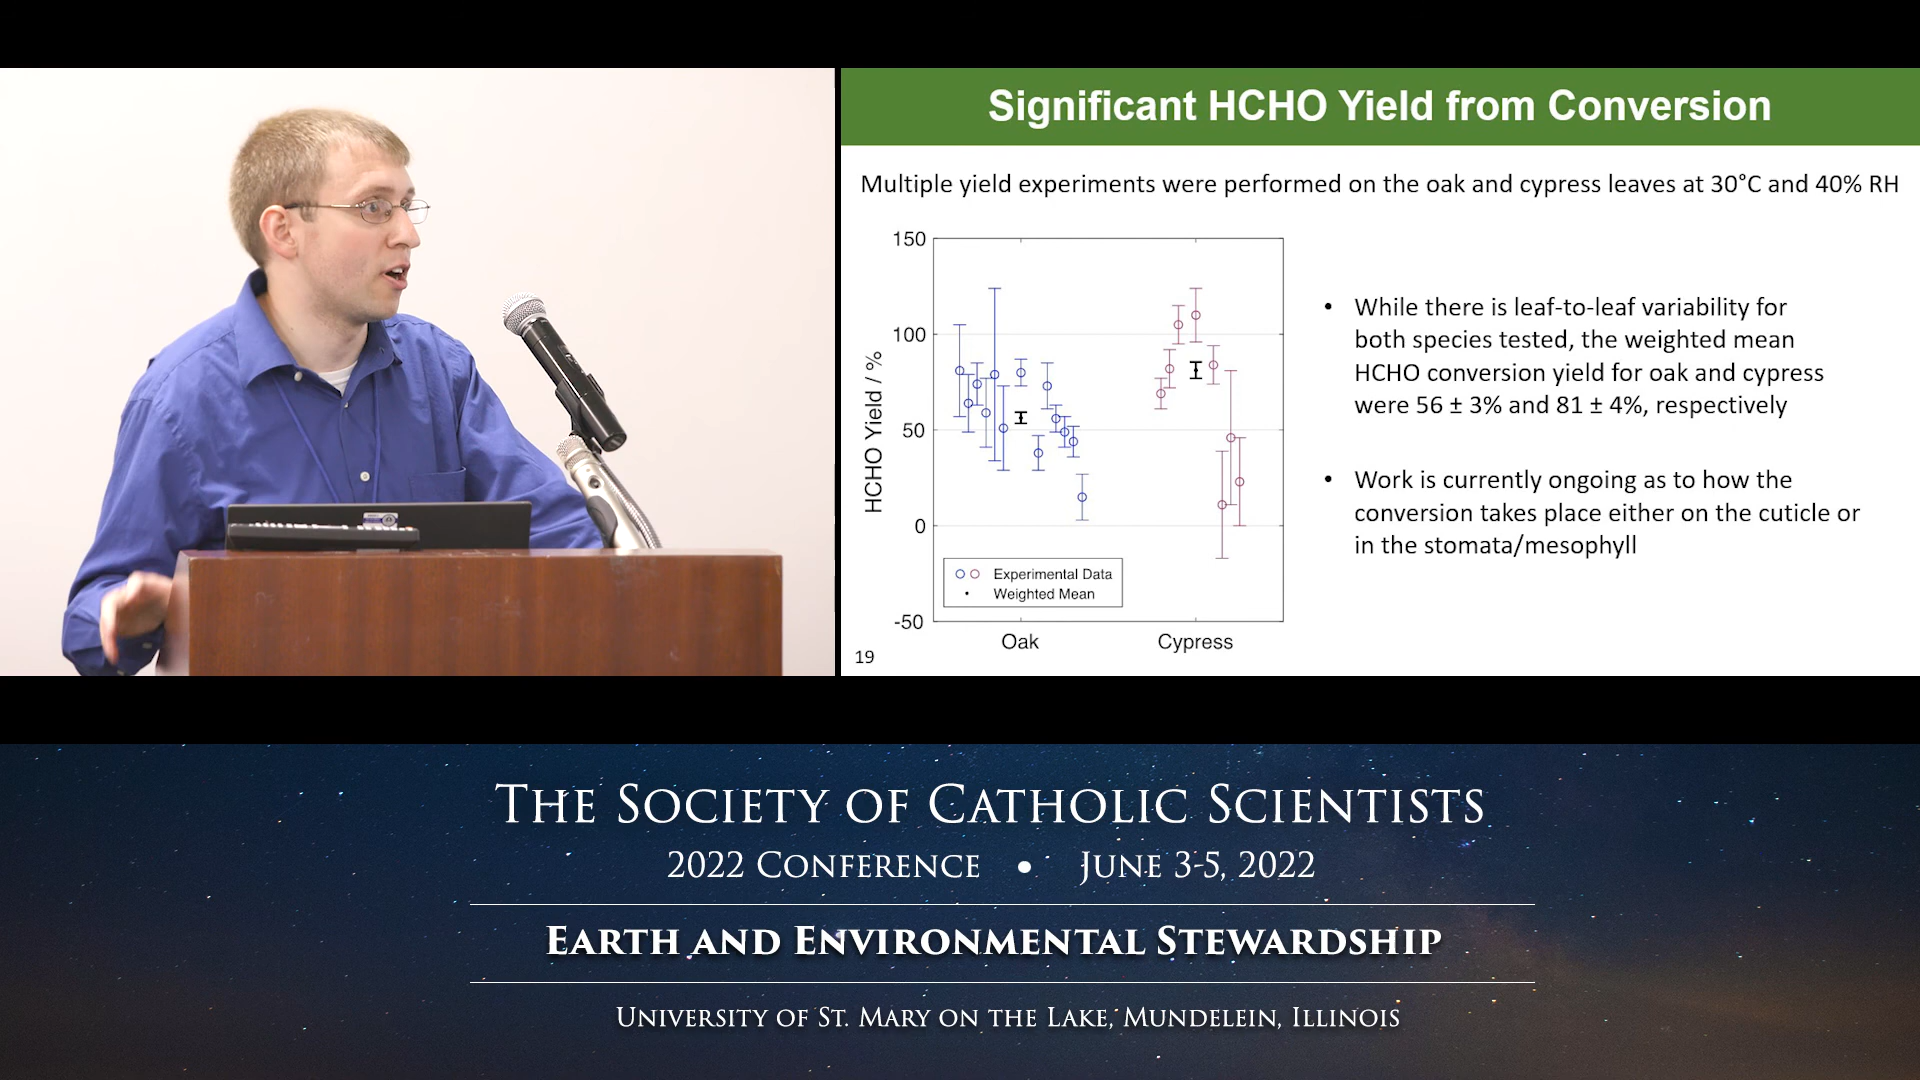 Significant HCHO Yield from Conversion
Multiple yield experiments were performed on the oak and cypress leaves at 30°C and 40% RH
150
100
50
0
-50
HCHO Yield / %
Experimental Data
Weighted Mean
Oak
Cypress
• While there is leaf-to-leaf variability for
both species tested, the weighted mean
HCHO conversion yield for oak and cypress
were 56 ± 3% and 81 ± 4%, respectively
• Work is currently ongoing as to how the
conversion takes place either on the cuticle or
in the stomata/mesophyll
19
The Society of Catholic Scientists
2022 Conference • June 3-5, 2022
Earth and Environmental Stewardship
University of St. Mary on the Lake, Mundelein, Illinois